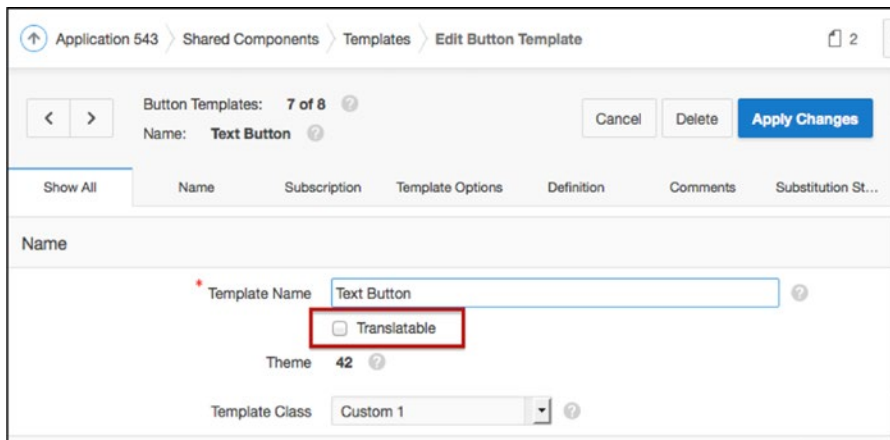 Application 543 Shared Components Templates Edit Button Template 2
Button Templates: 7 of 8 ?
Name: Text Button ?
Cancel Delete Apply Changes
Show All Name Subscription Template Options Definition Comments Substitution St...
Name
* Template Name Text Button ?
Translatable
Theme 42 ?
Template Class Custom 1 ?